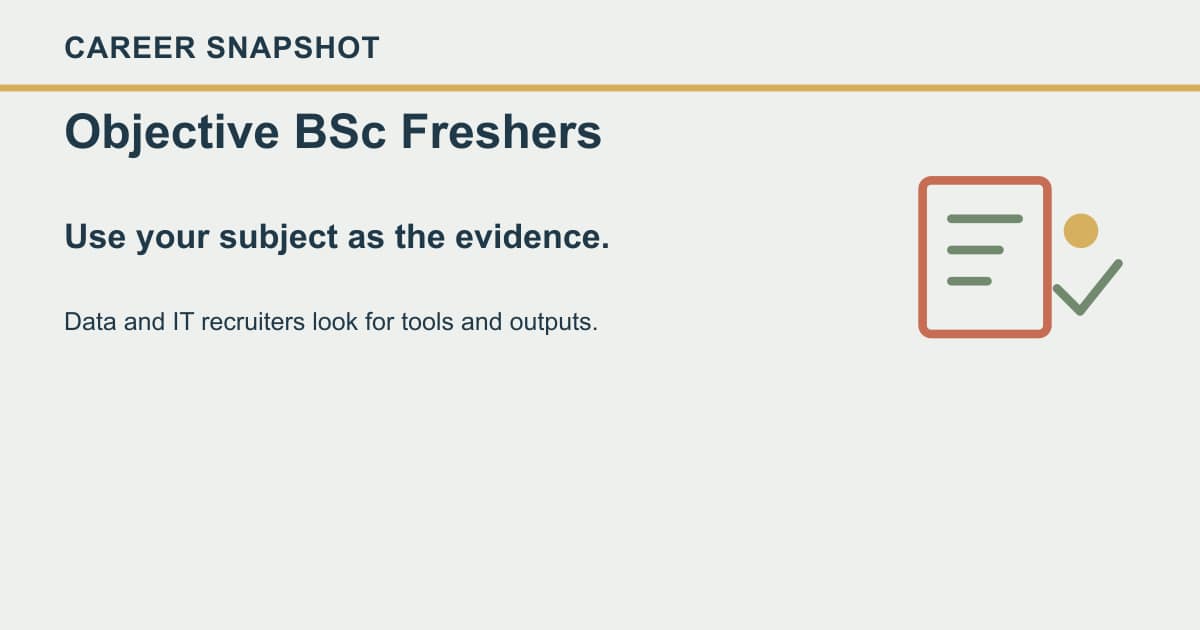 CAREER SNAPSHOT
Objective BSc Freshers
Use your subject as the evidence.
Data and IT recruiters look for tools and outputs.